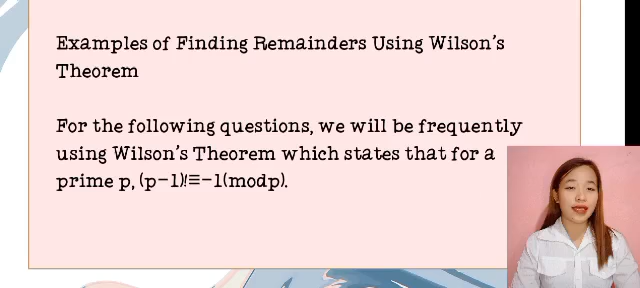 Examples of Finding Remainders Using Wilson's
Theorem
For the following questions, we will be frequently
using Wilson's Theorem which states that for a
prime p, (p−1)!≡−1(modp).